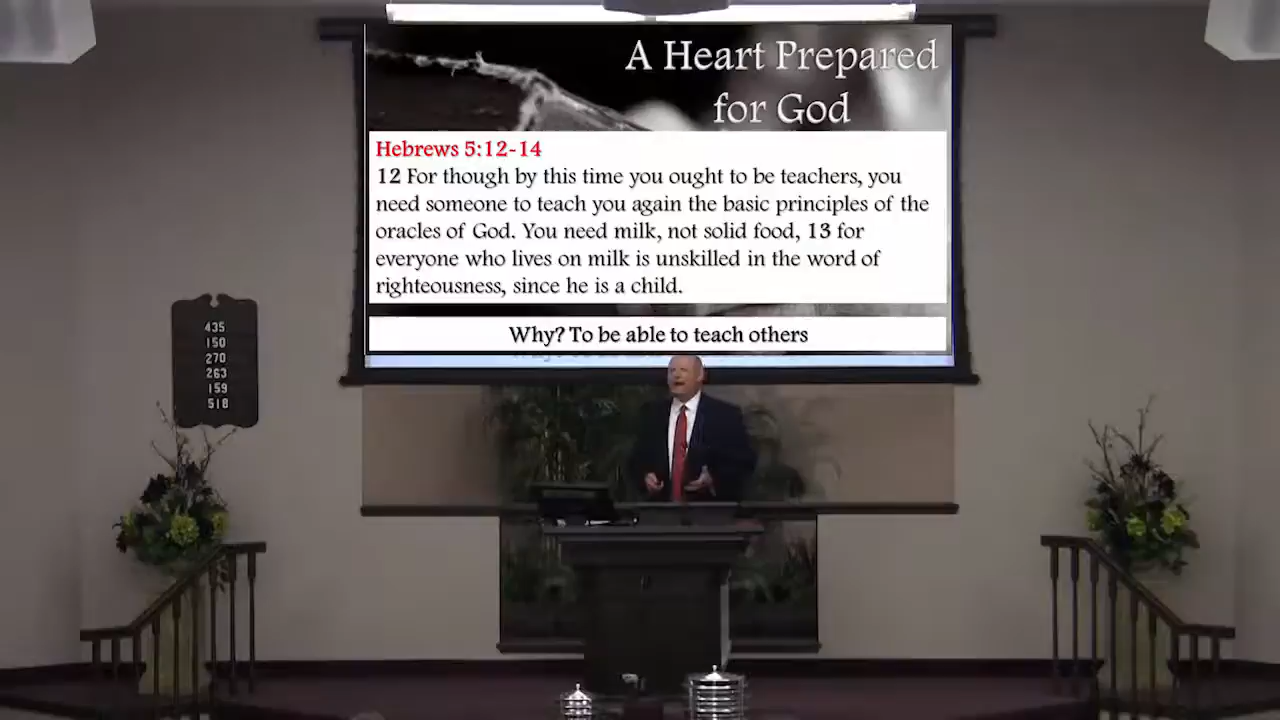 A Heart Prepared
for God
Hebrews 5:12-14
12 For though by this time you ought to be teachers, you
need someone to teach you again the basic principles of the
oracles of God. You need milk, not solid food, 13 for
everyone who lives on milk is unskilled in the word of
righteousness, since he is a child.
Why? To be able to teach others
435
150
270
263
159
518